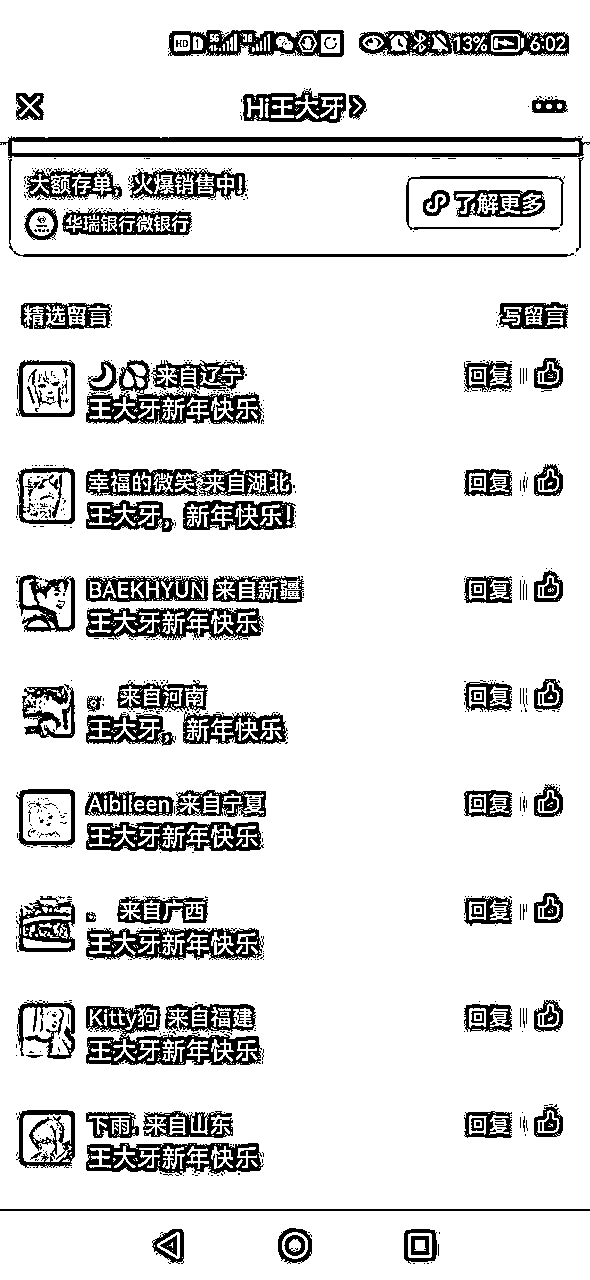 HD 5G 3G 13% 6:02
Hi王大牙
大额存单，火爆销售中!
了解更多
华瑞银行微银行
精选留言 写留言
🌙💦 来自辽宁 回复
王大牙新年快乐
幸福的微笑 来自湖北 回复
王大牙，新年快乐!
BAEKHYUN 来自新疆 回复
王大牙新年快乐
。 来自河南 回复
王大牙，新年快乐
Aibileen 来自宁夏 回复
王大牙新年快乐
。 来自广西 回复
王大牙新年快乐
Kitty狗 来自福建 回复
王大牙新年快乐
下雨. 来自山东 回复
王大牙新年快乐